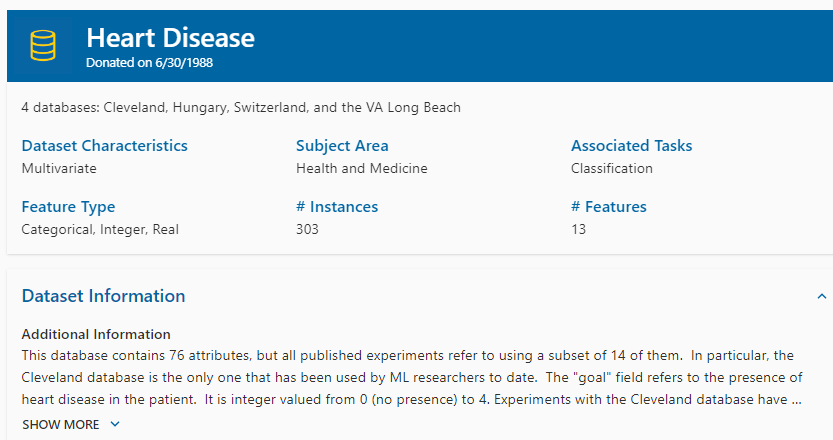 Heart Disease
Donated on 6/30/1988
4 databases: Cleveland, Hungary, Switzerland, and the VA Long Beach
Dataset Characteristics
Multivariate
Subject Area
Health and Medicine
Associated Tasks
Classification
Feature Type
Categorical, Integer, Real
# Instances
303
# Features
13
Dataset Information
Additional Information
This database contains 76 attributes, but all published experiments refer to using a subset of 14 of them.  In particular, the
Cleveland database is the only one that has been used by ML researchers to date.  The "goal" field refers to the presence of
heart disease in the patient.  It is integer valued from 0 (no presence) to 4. Experiments with the Cleveland database have ...
SHOW MORE